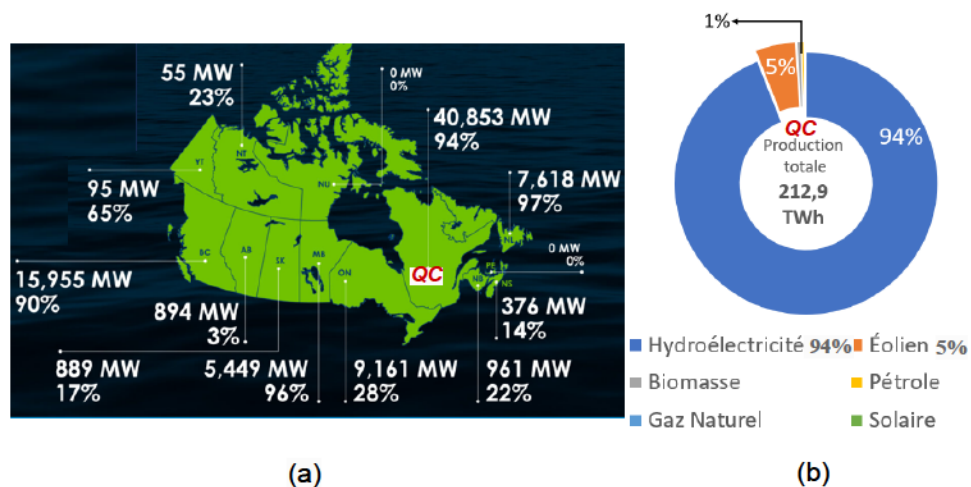 55 MW
23%
0 MW
0%
40,853 MW
94%
95 MW
65%
7,618 MW
97%
15,955 MW
90%
0 MW
0%
894 MW
3%
376 MW
14%
889 MW
17%
5,449 MW
96%
9,161 MW
28%
961 MW
22%
YT
NT
NU
BC
AB
SK
MB
ON
QC
NL
PE
NB
NS
(a)
1%
5%
94%
QC
Production
totale
212,9
TWh
Hydroélectricité 94%
Éolien 5%
Biomasse
Pétrole
Gaz Naturel
Solaire
(b)